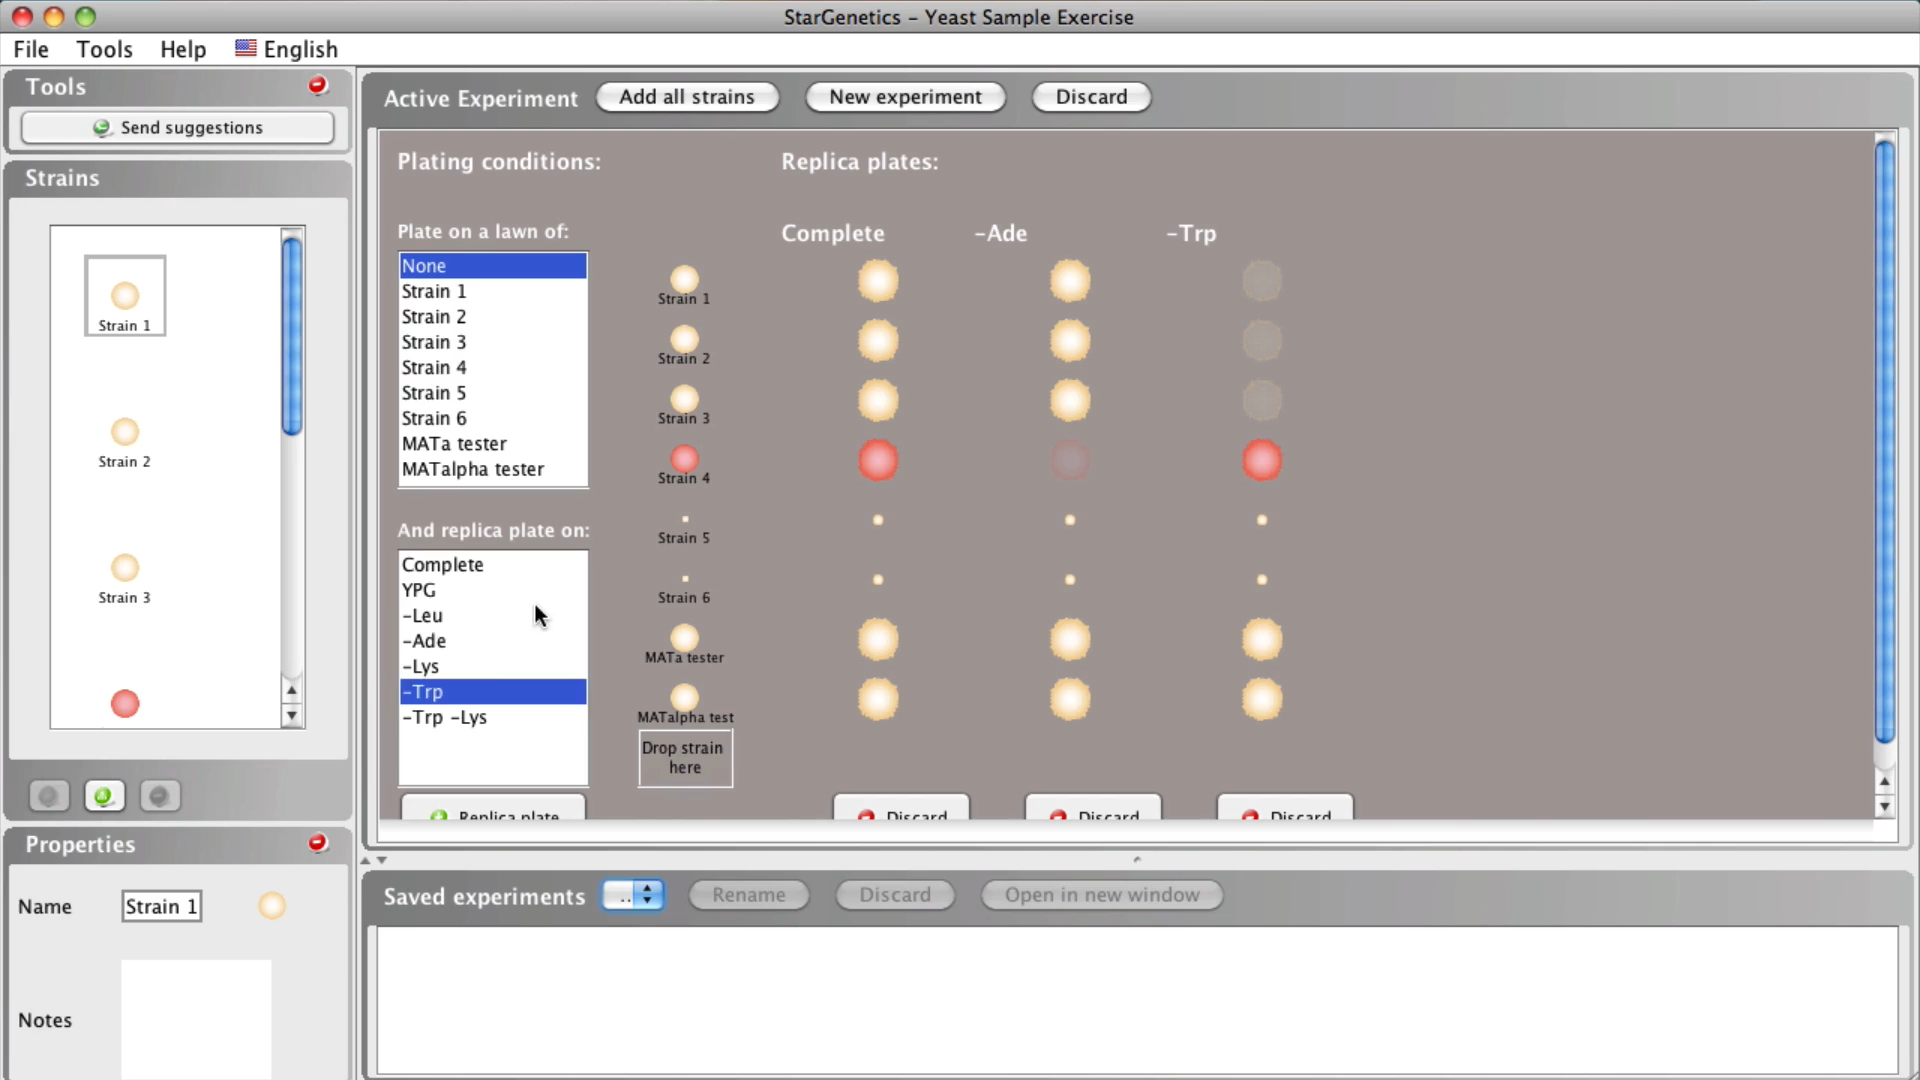 StarGenetics – Yeast Sample Exercise
File Tools Help English
Tools
Send suggestions
Strains
Strain 1
Strain 2
Strain 3
Properties
Name Strain 1
Notes
Active Experiment Add all strains New experiment Discard
Plating conditions:
Plate on a lawn of:
None
Strain 1
Strain 2
Strain 3
Strain 4
Strain 5
Strain 6
MATa tester
MATalpha tester
And replica plate on:
Complete
YPG
-Leu
-Ade
-Lys
-Trp
-Trp -Lys
Replica plate
Strain 1
Strain 2
Strain 3
Strain 4
Strain 5
Strain 6
MATa tester
MATalpha test
Drop strain
here
Replica plates:
Complete -Ade -Trp
Discard Discard Discard
Saved experiments .. Rename Discard Open in new window